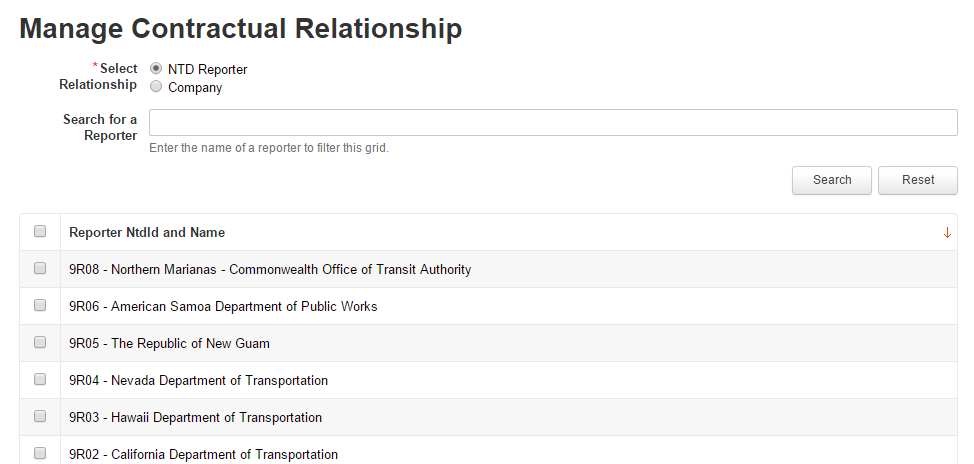 Manage Contractual Relationship
*Select Relationship
NTD Reporter
Company
Search for a Reporter
Enter the name of a reporter to filter this grid.
Search
Reset
Reporter NtdId and Name
9R08 - Northern Marianas - Commonwealth Office of Transit Authority
9R06 - American Samoa Department of Public Works
9R05 - The Republic of New Guam
9R04 - Nevada Department of Transportation
9R03 - Hawaii Department of Transportation
9R02 - California Department of Transportation